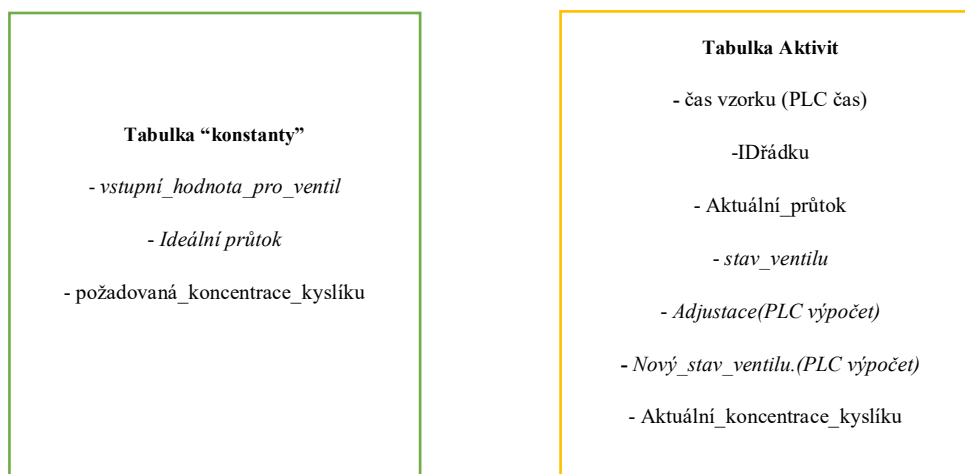 Tabulka “konstanty”
- vstupní_hodnota_pro_ventil
- Ideální průtok
- požadovaná_koncentrace_kyslíku
Tabulka Aktivit
- čas vzorku (PLC čas)
-IDřádku
- Aktuální_průtok
- stav_ventilu
- Adjustace(PLC výpočet)
- Nový_stav_ventilu.(PLC výpočet)
- Aktuální_koncentrace_kyslíku